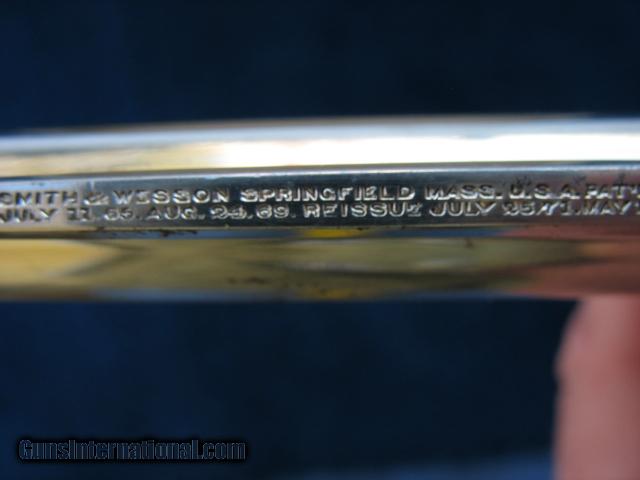 SMITH & WESSON SPRINGFIELD MASS. U.S.A. PAT'
JULY 11, 65. AUG. 24, 69. REISSUE JULY 25, 71. MAY
GunsInternational.com